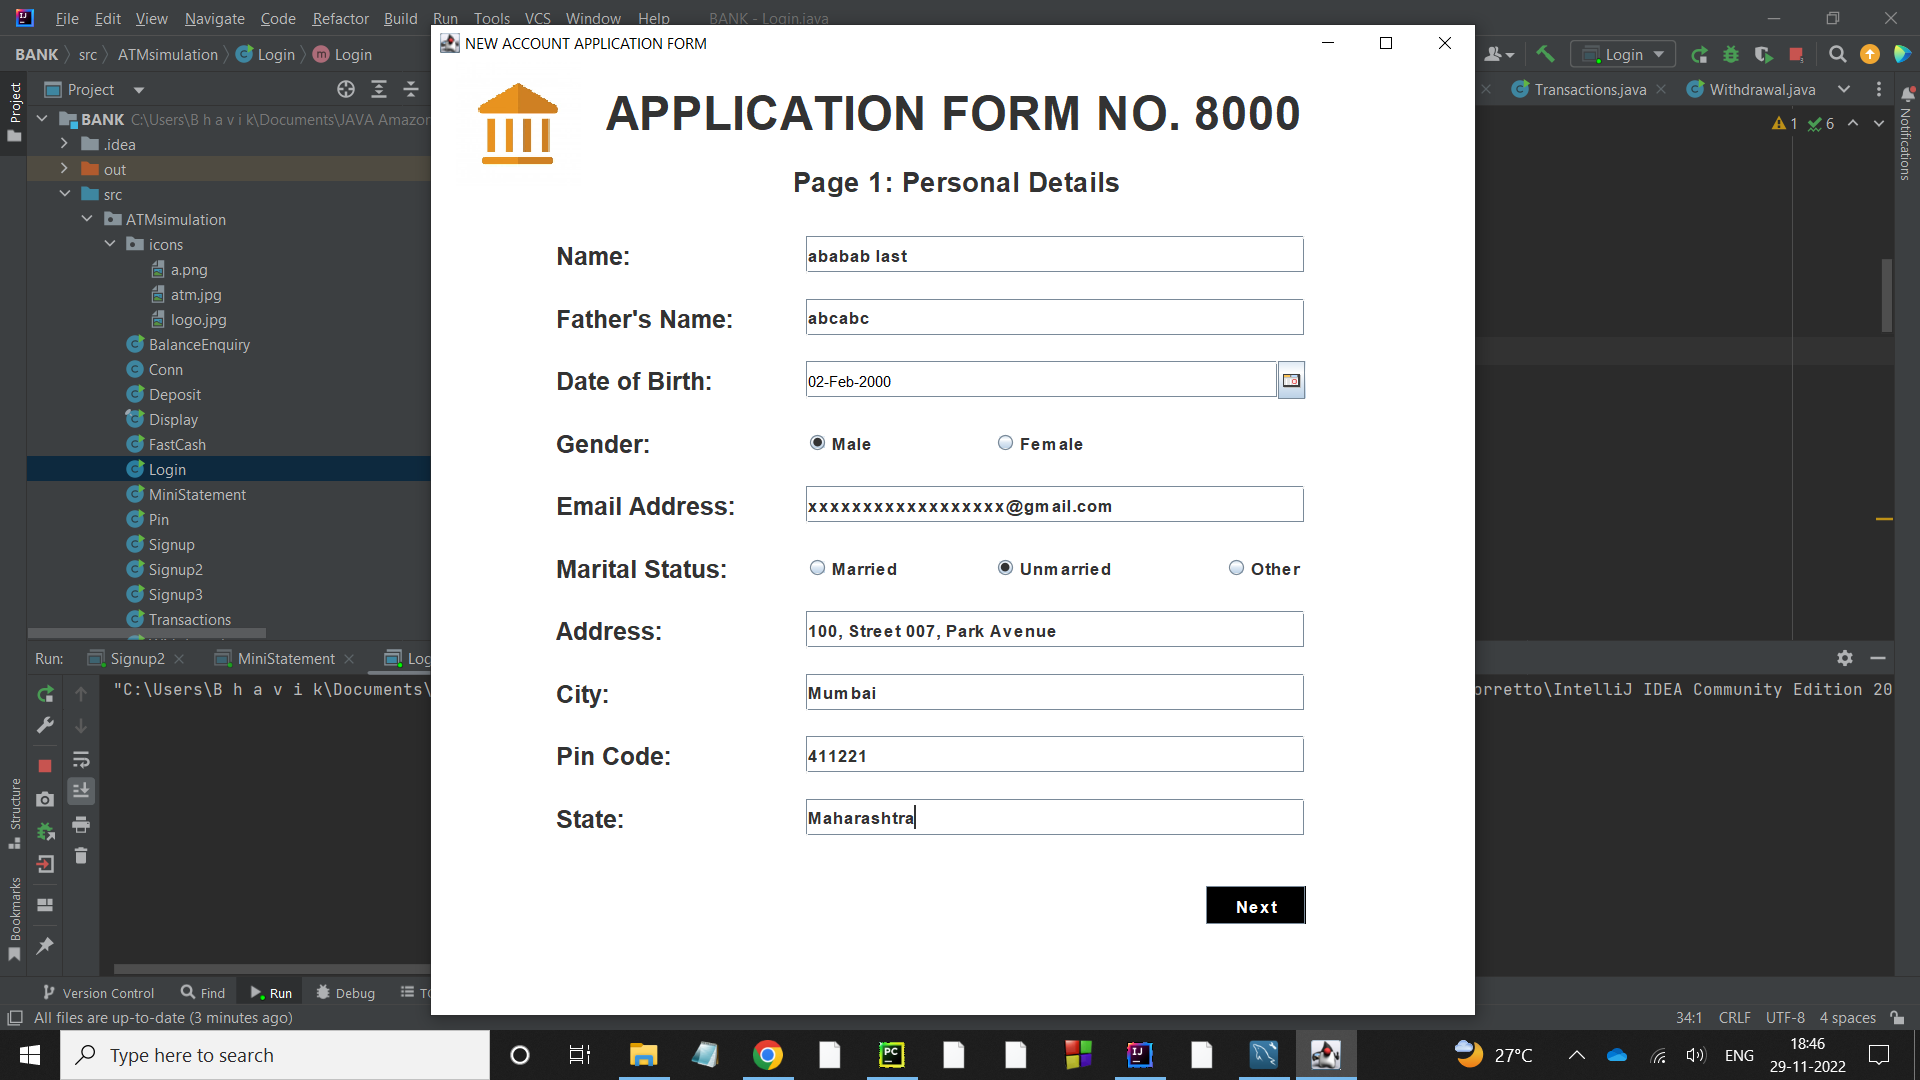 File Edit View Navigate Code Refactor Build Run Tools VCS Window Help BANK - Login.java
BANK src ATMsimulation Login Login
Login
NEW ACCOUNT APPLICATION FORM
Project
Transactions.java Withdrawal.java
1 6
Project
Notifications
BANK C:\Users\B h a v i k\Documents\JAVA Amazor
.idea
out
src
ATMsimulation
icons
a.png
atm.jpg
logo.jpg
BalanceEnquiry
Conn
Deposit
Display
FastCash
Login
MiniStatement
Pin
Signup
Signup2
Signup3
Transactions
APPLICATION FORM NO. 8000
Page 1: Personal Details
Name: ababab last
Father's Name: abcabc
Date of Birth: 02-Feb-2000
Gender: Male Female
Email Address: xxxxxxxxxxxxxxxxxx@gmail.com
Marital Status: Married Unmarried Other
Address: 100, Street 007, Park Avenue
City: Mumbai
Pin Code: 411221
State: Maharashtra
Next
Run: Signup2 MiniStatement Log
"C:\Users\B h a v i k\Documents\
orretto\IntelliJ IDEA Community Edition 20
Structure
Bookmarks
Version Control Find Run Debug TO
All files are up-to-date (3 minutes ago)
34:1 CRLF UTF-8 4 spaces
Type here to search
27°C ENG
18:46
29-11-2022